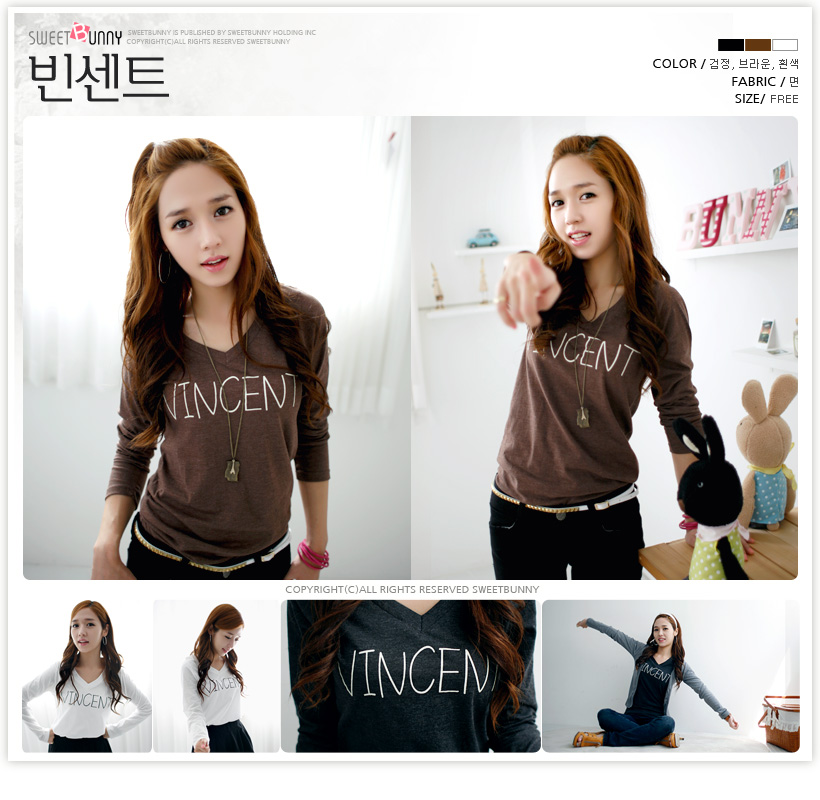 SWEETBUNNY
SWEETBUNNY IS PUBLISHED BY SWEETBUNNY HOLDING INC
COPYRIGHT(C)ALL RIGHTS RESERVED SWEETBUNNY
빈센트
COLOR / 검정, 브라운, 흰색
FABRIC / 면
SIZE/ FREE
VINCENT
VINCENT
BUNNY
COPYRIGHT(C)ALL RIGHTS RESERVED SWEETBUNNY
VINCENT
VINCENT
VINCENT
VINCENT